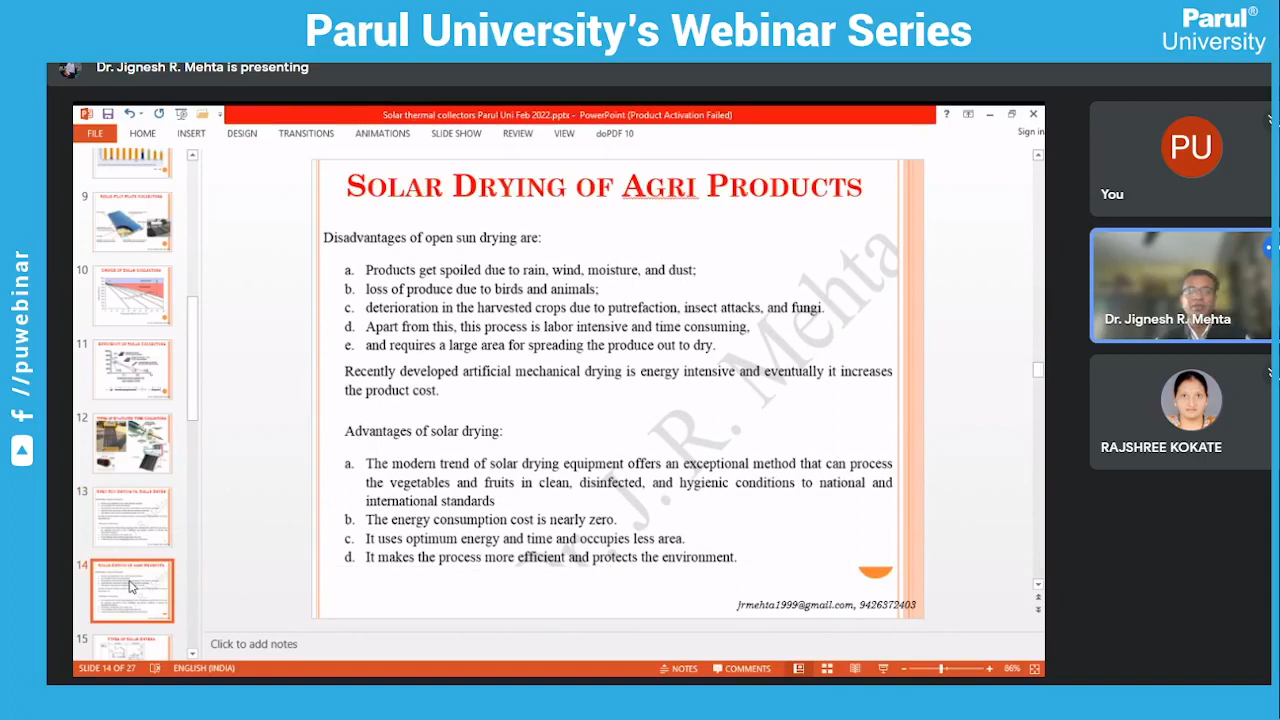 Parul University's Webinar Series
Parul®
University
Dr. Jignesh R. Mehta is presenting
Solar thermal collectors Parul Uni Feb 2022.pptx - PowerPoint (Product Activation Failed)
FILE HOME INSERT DESIGN TRANSITIONS ANIMATIONS SLIDE SHOW REVIEW VIEW doPDF 10
Sign in
SOLAR DRYING OF AGRI PRODUCTS
Disadvantages of open sun drying are:
a. Products get spoiled due to rain, wind, moisture, and dust;
b. loss of produce due to birds and animals;
c. deterioration in the harvested crops due to putrefaction, insect attacks, and fungi.
d. Apart from this, this process is labor intensive and time consuming,
e. and requires a large area for spreading the produce out to dry.
Recently developed artificial mechanical drying is energy intensive and eventually it increases
the product cost.
Advantages of solar drying:
a. The modern trend of solar drying equipment offers an exceptional method that can process
the vegetables and fruits in clean, disinfected, and hygienic conditions to national and
international standards
b. The energy consumption cost is nearly zero.
c. It uses optimum energy and time and occupies less area.
d. It makes the process more efficient and protects the environment.
jrmehta1999@gmail.com, 9426372403
J. R. Mehta
9
10
11
12
13
14
15
Click to add notes
SLIDE 14 OF 27
ENGLISH (INDIA)
NOTES
COMMENTS
86%
PU
You
Dr. Jignesh R. Mehta
RAJSHREE KOKATE
//puwebinar